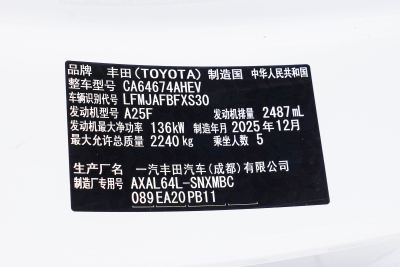 品牌 丰田(TOYOTA) 制造国 中华人民共和国
整车型号 CA64674AHEV
车辆识别代号 LFMJAFBFXS30
发动机型号 A25F 发动机排量 2487mL
发动机最大净功率 136kW 制造年月 2025年12月
最大允许总质量 2240kg 乘坐人数 5
生产厂名 一汽丰田汽车(成都)有限公司
制造厂专用号 AXAL64L-SNXMBC
089EA20PB11